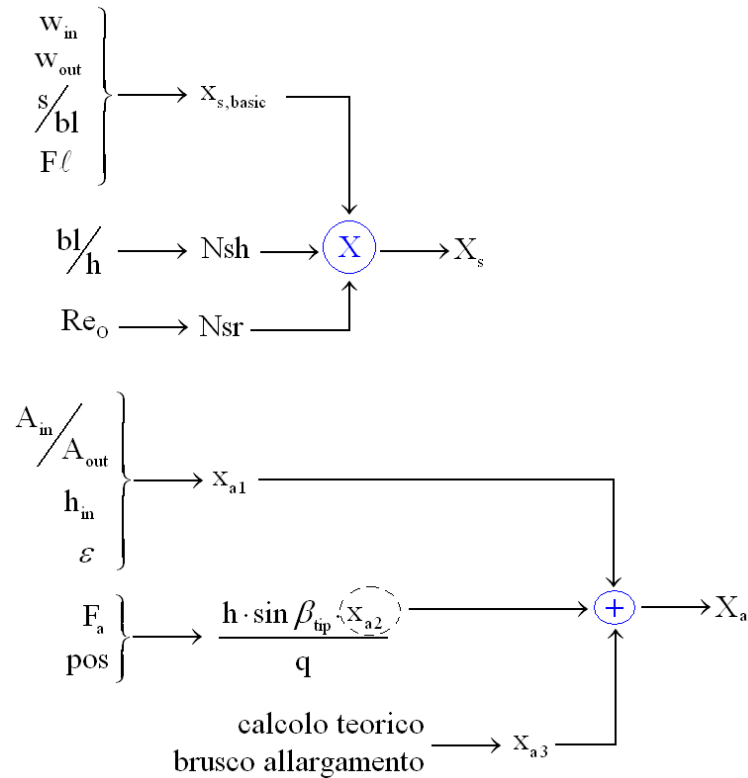 w_in
w_out
s/bl
Fℓ
x_s,basic
bl/h
Nsh
X
X_s
Re_O
Nsr
A_in/A_out
h_in
ε
x_a1
F_a
pos
h · sin β_tip · x_a2
q
+
X_a
calcolo teorico
brusco allargamento
x_a3